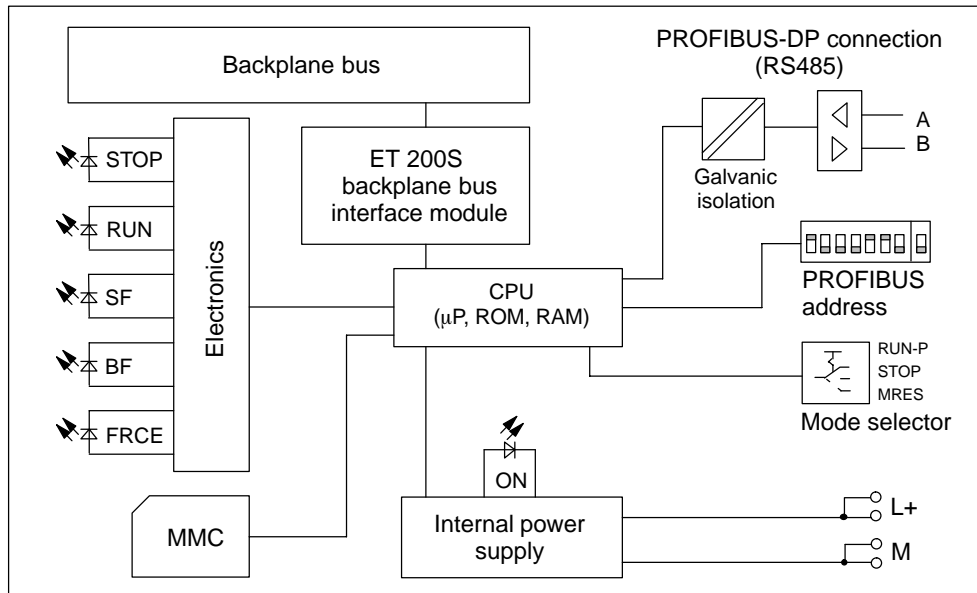 Backplane bus
PROFIBUS-DP connection
(RS485)
A
B
Galvanic
isolation
STOP
RUN
SF
BF
FRCE
Electronics
ET 200S
backplane bus
interface module
CPU
(μP, ROM, RAM)
PROFIBUS
address
RUN-P
STOP
MRES
Mode selector
ON
MMC
Internal power
supply
L+
M